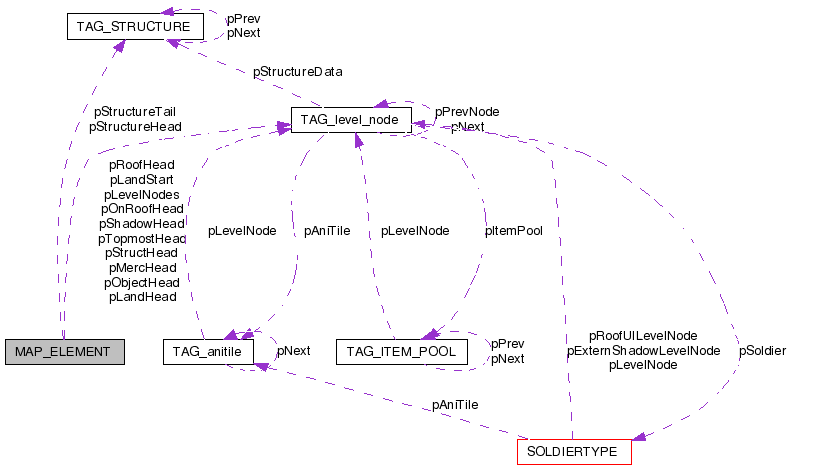 TAG_STRUCTURE
pPrev
pNext
pStructureData
pStructureTail
pStructureHead
TAG_level_node
pPrevNode
pNext
pRoofHead
pLandStart
pLevelNodes
pOnRoofHead
pShadowHead
pTopmostHead
pStructHead
pMercHead
pObjectHead
pLandHead
pLevelNode
pAniTile
pLevelNode
pItemPool
MAP_ELEMENT
TAG_anitile
pNext
TAG_ITEM_POOL
pPrev
pNext
pRoofUILevelNode
pExternShadowLevelNode
pLevelNode
pSoldier
pAniTile
SOLDIERTYPE